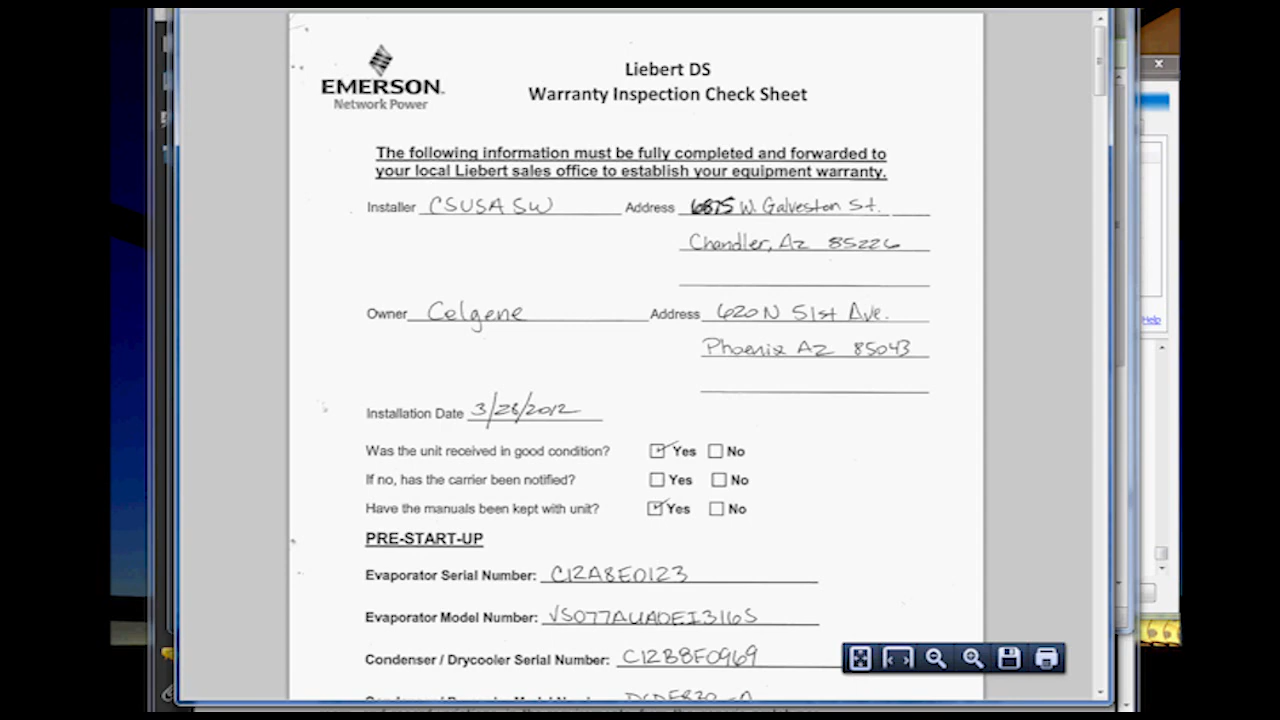 EMERSON.
Network Power
Liebert DS
Warranty Inspection Check Sheet
The following information must be fully completed and forwarded to
your local Liebert sales office to establish your equipment warranty.
Installer CSUSA SW Address 6875 W. Galveston St.
Chandler, Az 85226
Owner Celgene Address 620 N 51st Ave.
Phoenix AZ 85043
Installation Date 3/28/2012
Was the unit received in good condition? Yes No
If no, has the carrier been notified? Yes No
Have the manuals been kept with unit? Yes No
PRE-START-UP
Evaporator Serial Number: C12A8E0123
Evaporator Model Number: VS077AUADEI316S
Condenser / Drycooler Serial Number: C12B8F0969
Help